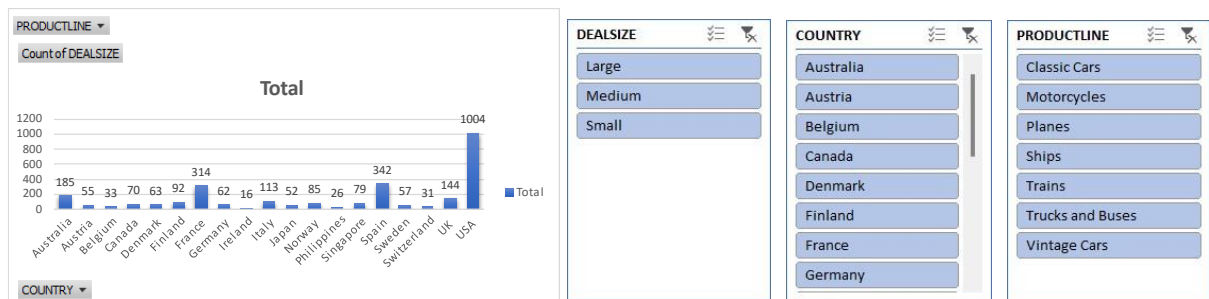 PRODUCTLINE
Count of DEALSIZE
Total
1200
1000
800
600
400
200
0
185
55
33
70
63
92
314
62
16
113
52
85
26
79
342
57
31
144
1004
Australia
Austria
Belgium
Canada
Denmark
Finland
France
Germany
Ireland
Italy
Japan
Norway
Philippines
Singapore
Spain
Sweden
Switzerland
UK
USA
Total
COUNTRY
DEALSIZE
Large
Medium
Small
COUNTRY
Australia
Austria
Belgium
Canada
Denmark
Finland
France
Germany
PRODUCTLINE
Classic Cars
Motorcycles
Planes
Ships
Trains
Trucks and Buses
Vintage Cars